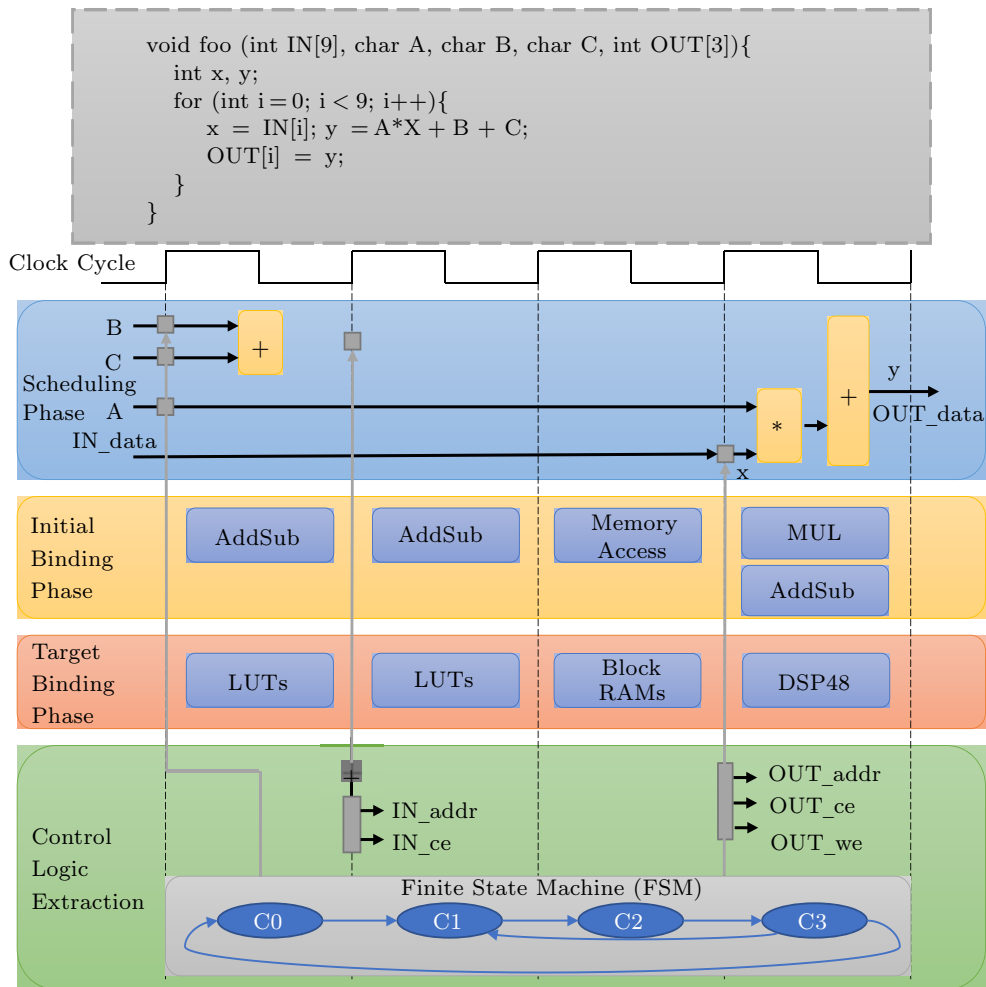 void foo (int IN[9], char A, char B, char C, int OUT[3]){
int x, y;
for (int i=0; i<9; i++){
x = IN[i]; y =A*X+B + C;
OUT[i] = y;
}
}
Clock Cycle
B
+
C
Scheduling
Phase
A
y
+
OUT_data
*
IN_data
x
Initial
Binding
Phase
AddSub
AddSub
Memory
Access
MUL
AddSub
Target
Binding
Phase
LUTs
LUTs
Block
RAMs
DSP48
+
Control
Logic
Extraction
IN_addr
IN_ce
OUT_addr
OUT_ce
OUT_we
Finite State Machine (FSM)
C0
C1
C2
C3